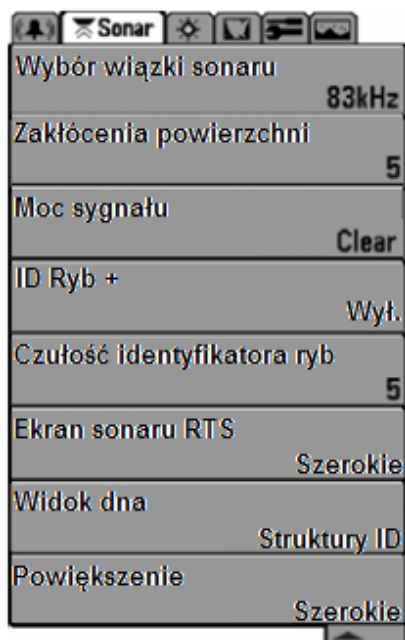 Sonar
Wybór wiązki sonaru
83kHz
Zakłócenia powierzchni
5
Moc sygnału
Clear
ID Ryb +
Wył.
Czułość identyfikatora ryb
5
Ekran sonaru RTS
Szerokie
Widok dna
Struktury ID
Powiększenie
Szerokie